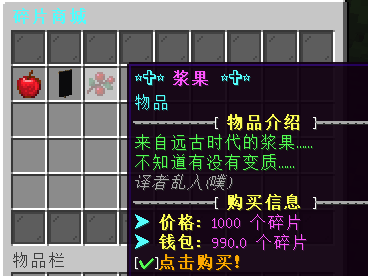 碎片商城
☆✞☆ 浆果 ☆✞☆
物品
[ 物品介绍 ]
来自远古时代的浆果……
不知道有没有变质……
译者乱入(噗)
[ 购买信息 ]
➤ 价格: 1000 个碎片
➤ 钱包: 990.0 个碎片
[✔]点击购买!
物品栏